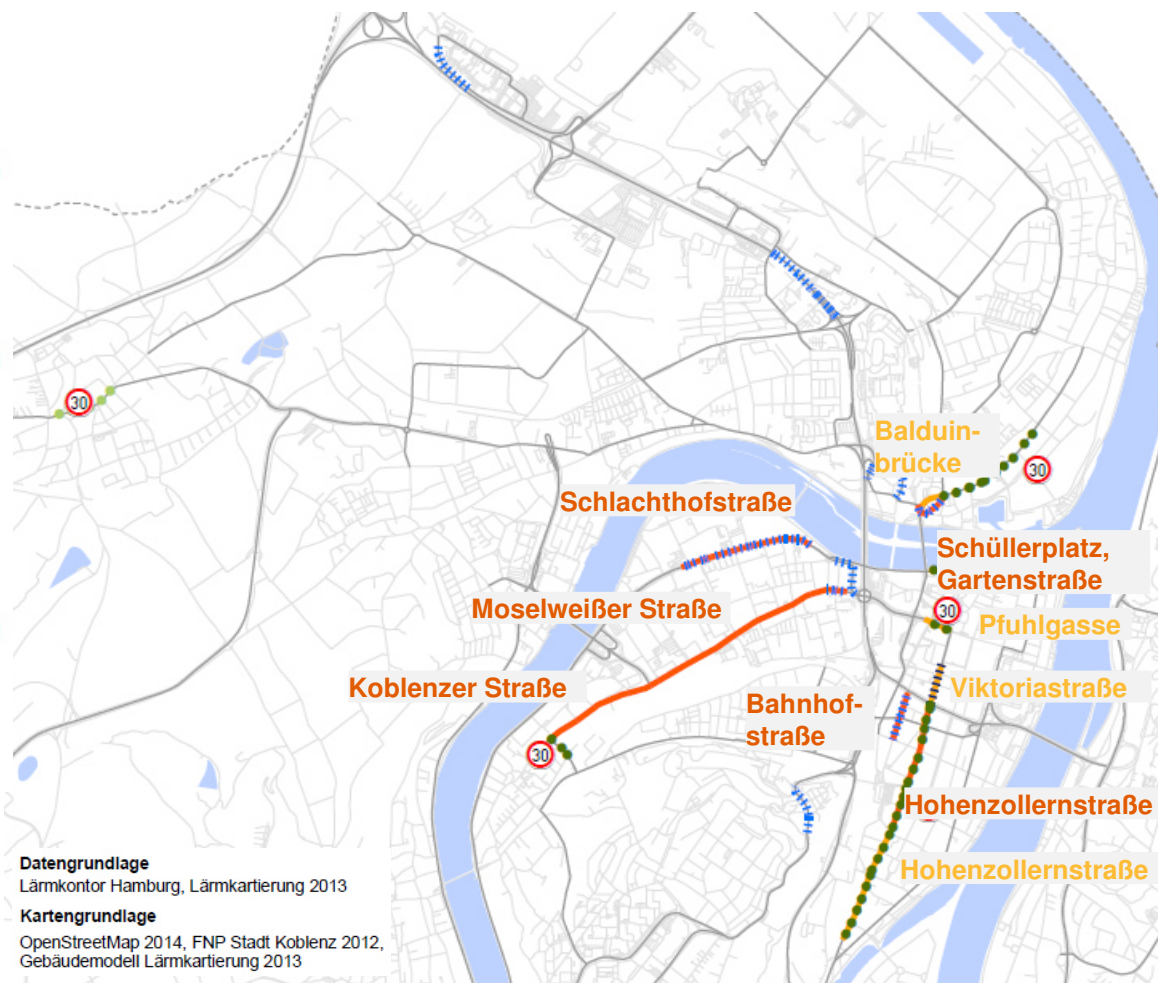 30
Balduin-
brücke
30
Schlachthofstraße
Schüllerplatz,
Gartenstraße
Moselweißer Straße
30
Pfuhlgasse
Koblenzer Straße
Viktoriastraße
Bahnhof-
straße
30
Hohenzollernstraße
Hohenzollernstraße
Datengrundlage
Lärmkontor Hamburg, Lärmkartierung 2013
Kartengrundlage
OpenStreetMap 2014, FNP Stadt Koblenz 2012,
Gebäudemodell Lärmkartierung 2013